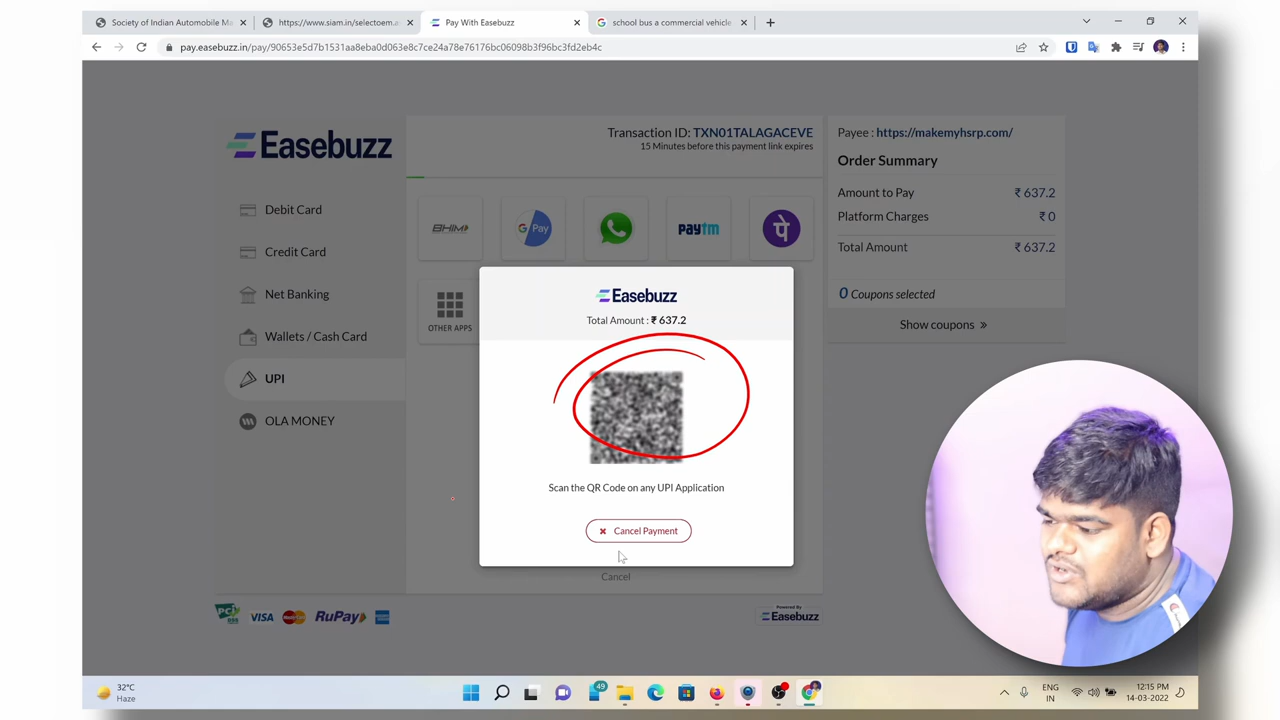 Society of Indian Automobile M
https://www.siam.in/selectoem.a
Pay With Easebuzz
school bus a commercial vehicle
pay.easebuzz.in/pay/90653e5d7b1531aa8eba0d063e8c7ce24a78e76176bc06098b3f96bc3fd2eb4c
Easebuzz
Transaction ID: TXN01TALAGACEVE
15 Minutes before this payment link expires
Payee : https://makemyhsrp.com/
Order Summary
Amount to Pay ₹ 637.2
Platform Charges ₹ 0
Total Amount ₹ 637.2
0 Coupons selected
Show coupons »
Debit Card
Credit Card
Net Banking
Wallets / Cash Card
UPI
OLA MONEY
BHIM
G Pay
paytm
पे
OTHER APPS
Easebuzz
Total Amount : ₹ 637.2
Scan the QR Code on any UPI Application
Cancel Payment
Cancel
PCI DSS
VISA
RuPay
Powered By
Easebuzz
32°C
Haze
49
ENG
IN
12:15 PM
14-03-2022